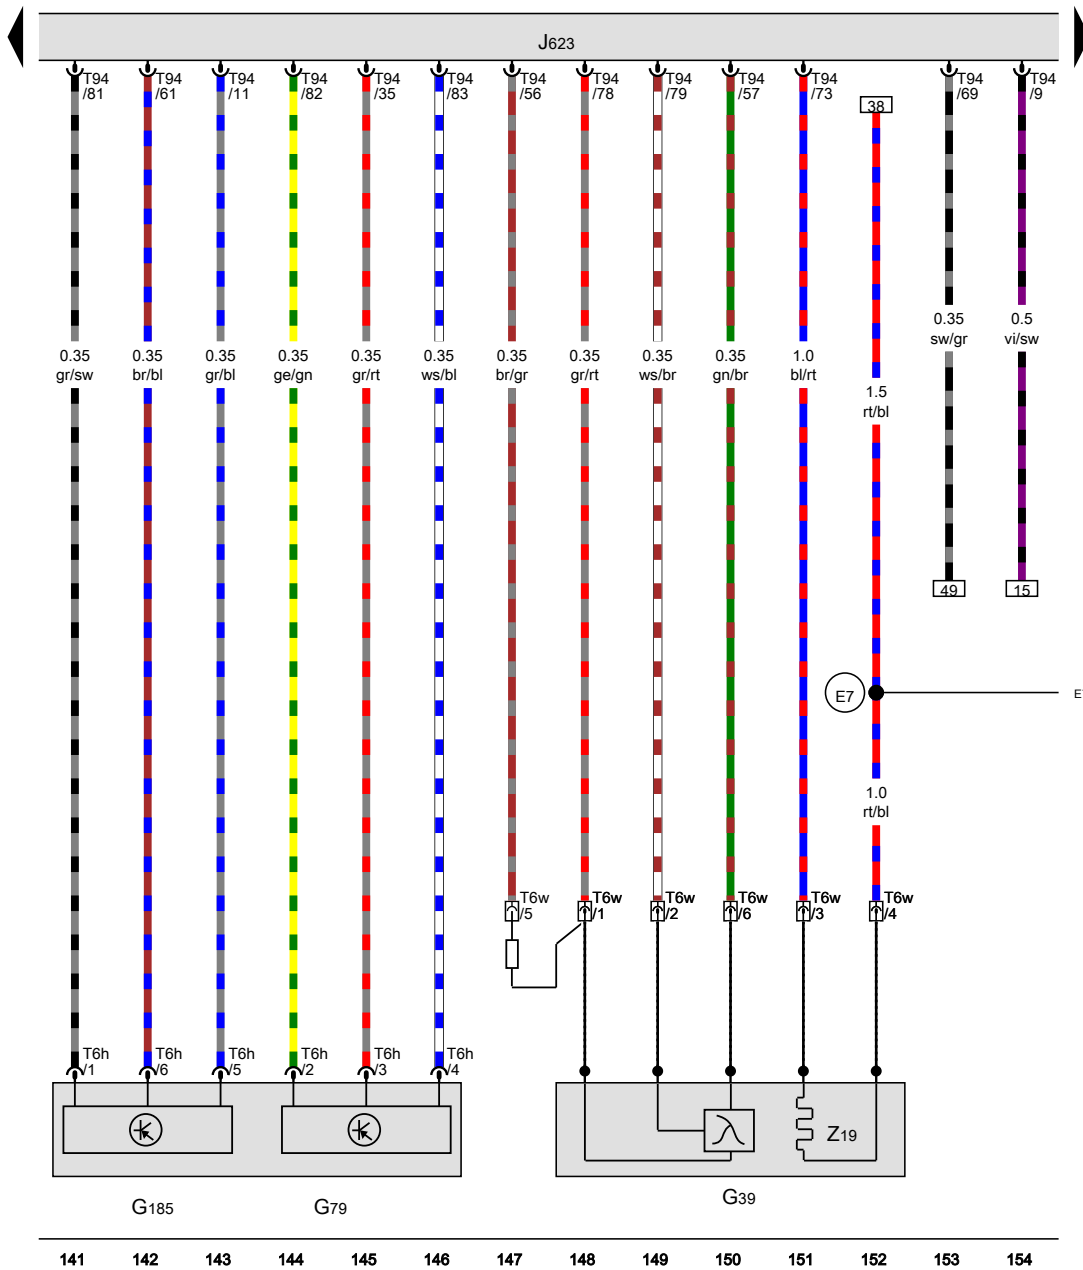 J623
T94 T94 T94 T94 T94 T94 T94 T94 T94 T94 T94 T94 T94
/81 /61 /11 /82 /35 /83 /56 /78 /79 /57 /73 /69 /9
38
0.35 0.5
sw/gr vi/sw
0.35 0.35 0.35 0.35 0.35 0.35 0.35 0.35 0.35 0.35 1.0
gr/sw br/bl gr/bl ge/gn gr/rt ws/bl br/gr gr/rt ws/br gn/br bl/rt
1.5
rt/bl
49 15
E7
1.0
rt/bl
T6w T6w T6w T6w T6w T6w
/5 /1 /2 /6 /3 /4
T6h T6h T6h T6h T6h T6h
/1 /6 /5 /2 /3 /4
Z19
G185 G79 G39
141 142 143 144 145 146 147 148 149 150 151 152 153 154